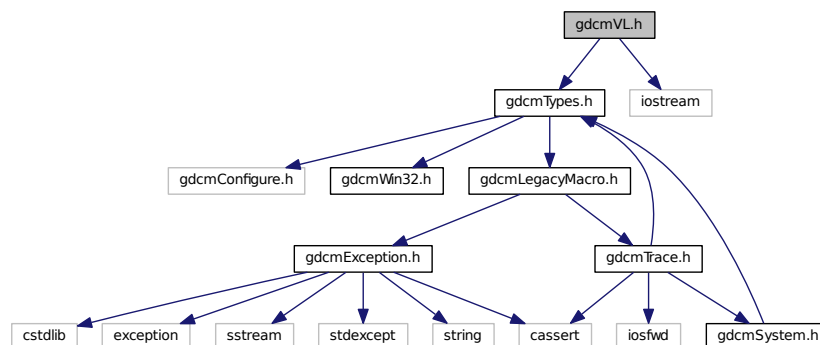 gdcmVL.h
gdcmTypes.h
iostream
gdcmConfigure.h
gdcmWin32.h
gdcmLegacyMacro.h
gdcmException.h
gdcmTrace.h
cstdlib
exception
sstream
stdexcept
string
cassert
iosfwd
gdcmSystem.h